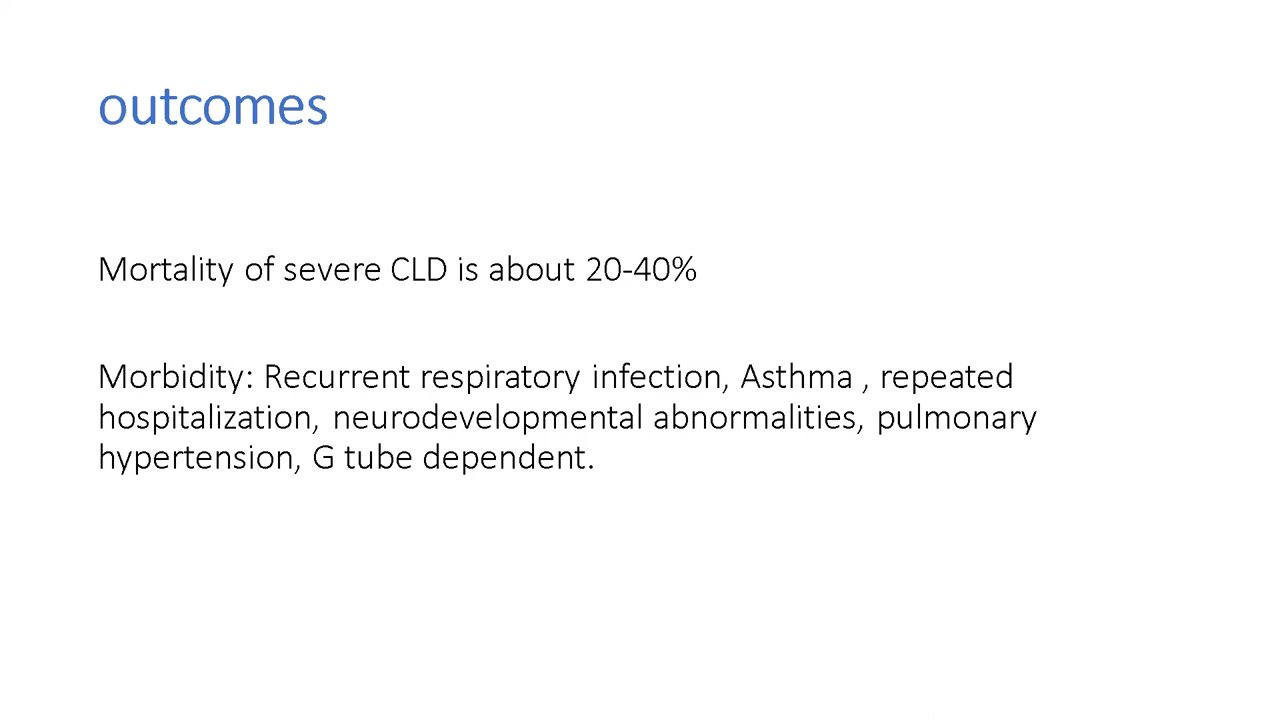 outcomes
Mortality of severe CLD is about 20-40%
Morbidity: Recurrent respiratory infection, Asthma , repeated
hospitalization, neurodevelopmental abnormalities, pulmonary
hypertension, G tube dependent.